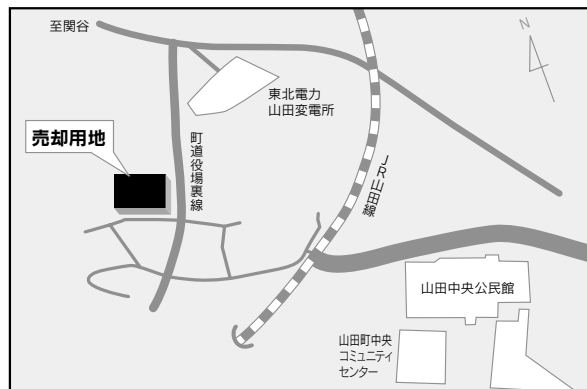 至関谷
N
東北電力
山田変電所
売却用地
町道役場裏線
JR山田線
山田中央公民館
山田町中央
コミュニティ
センター